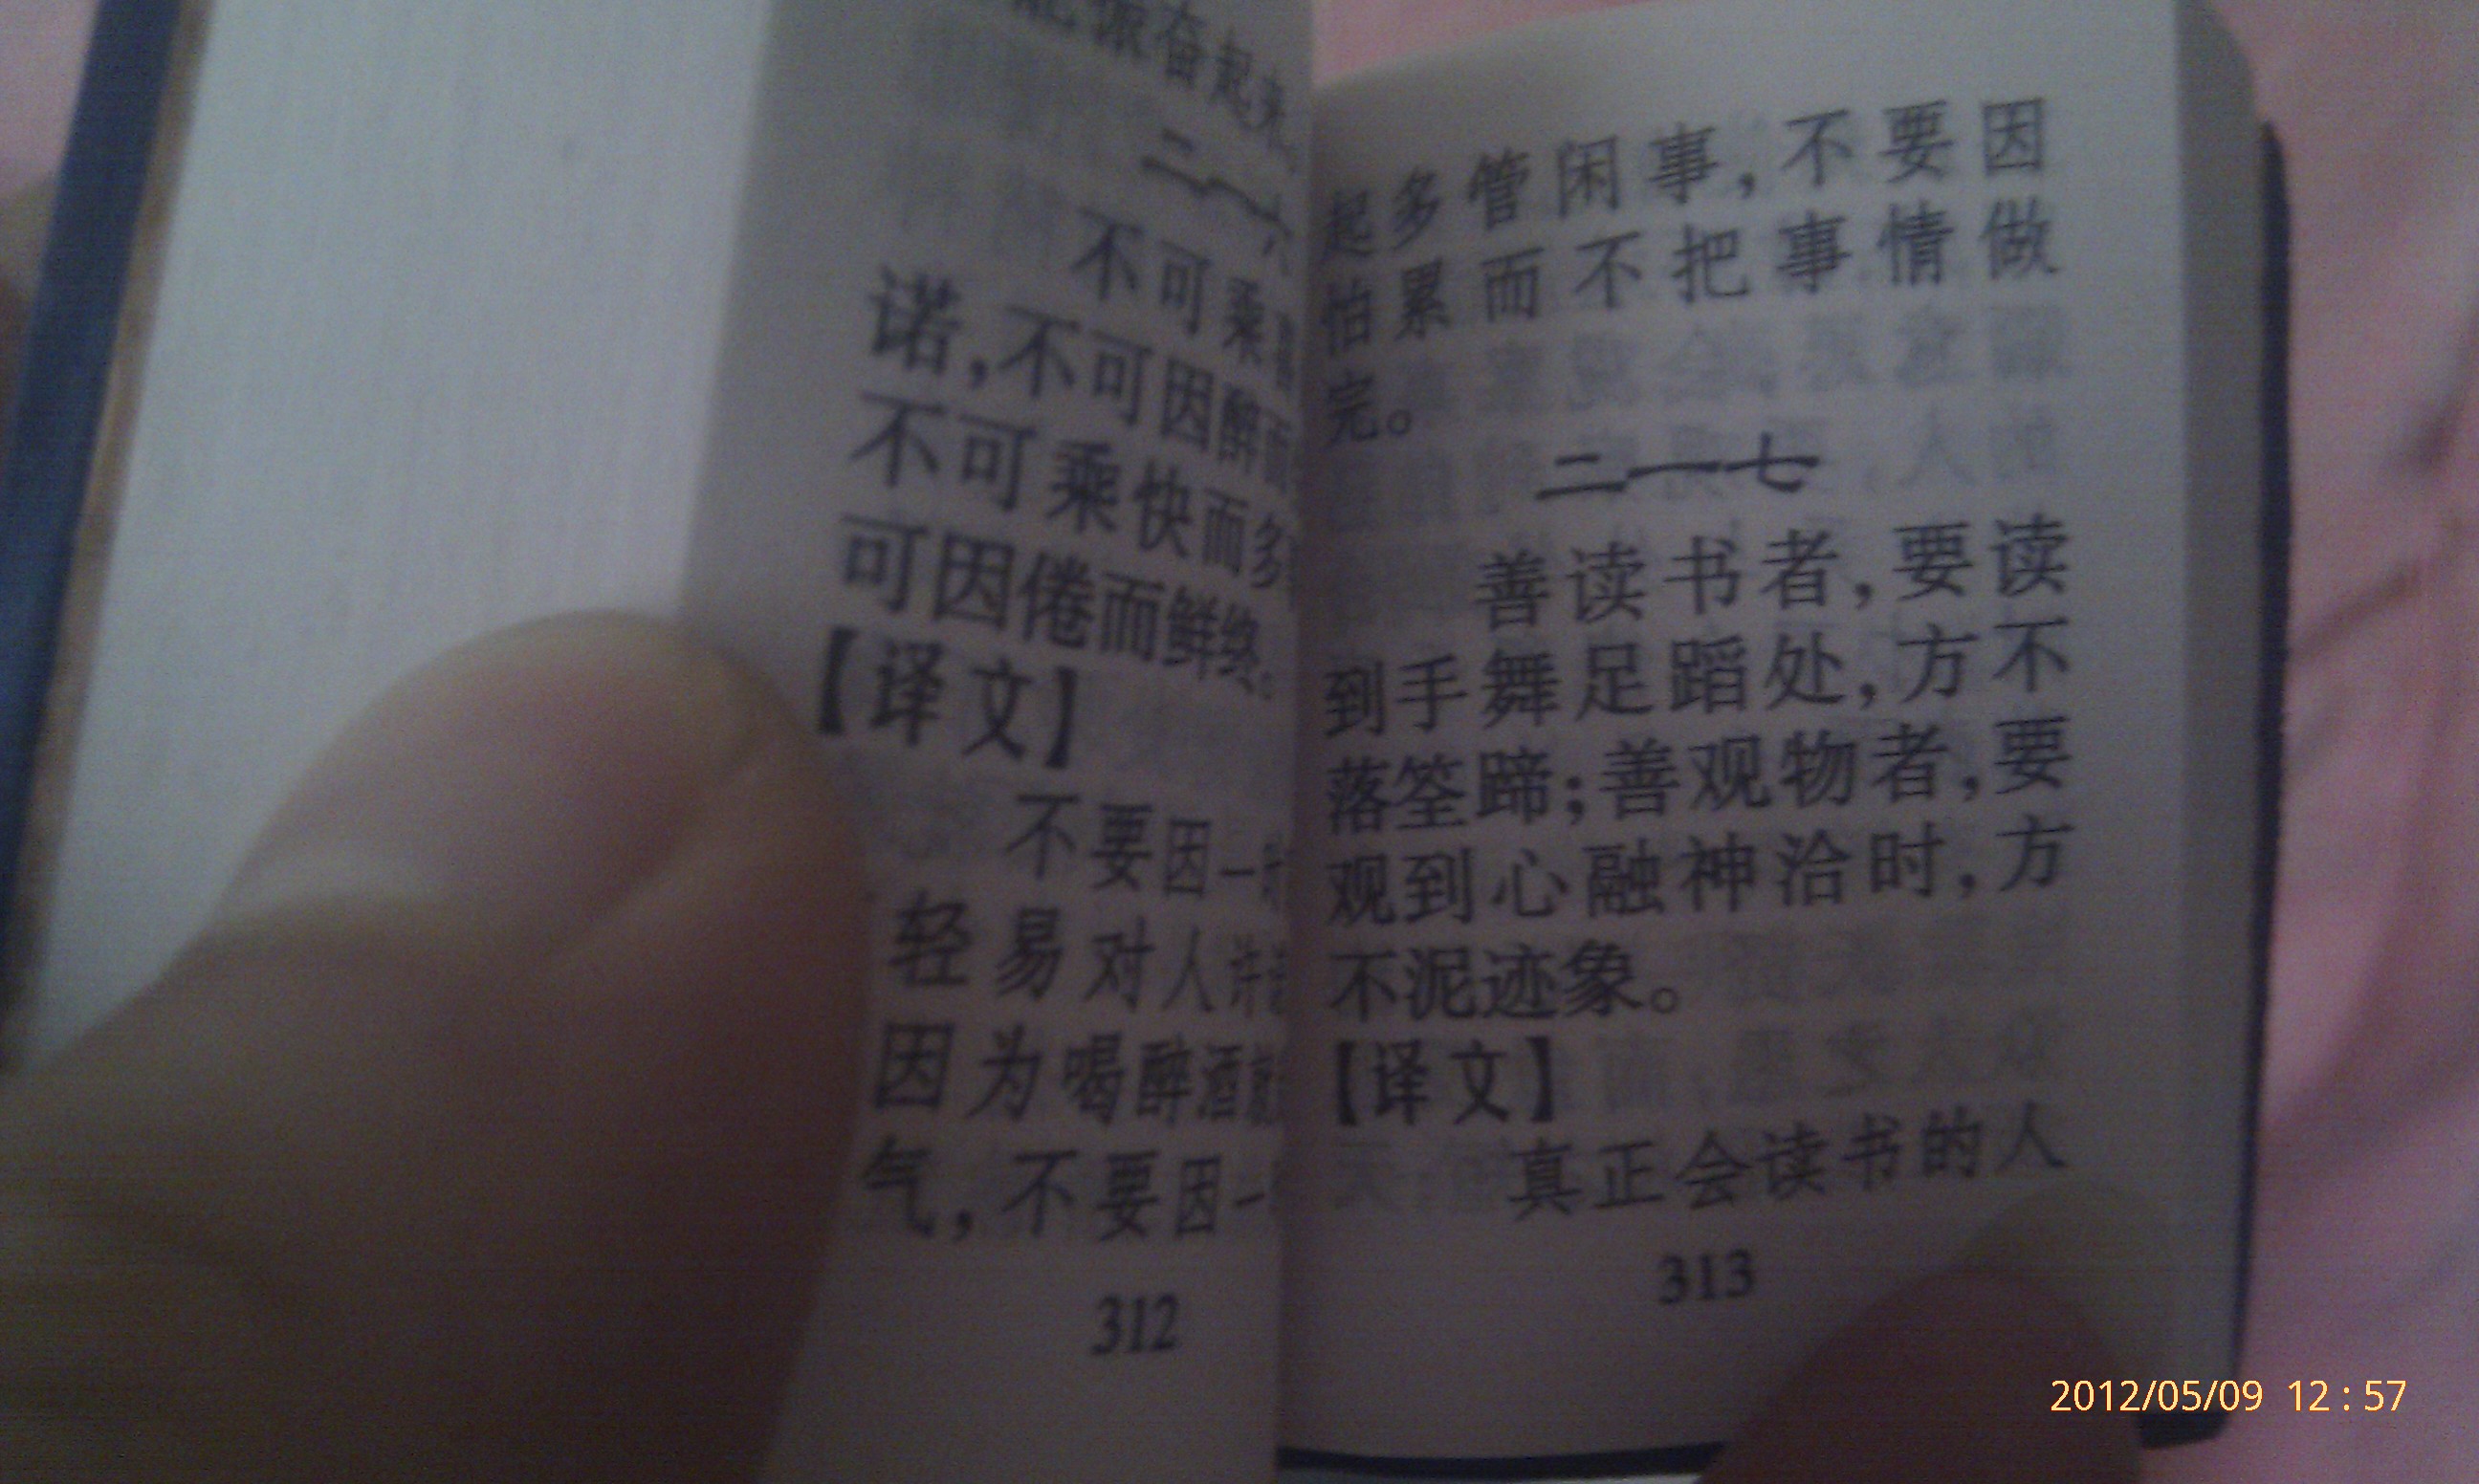 振奋起来。
二一六
不可乘喜
诺,不可因醉而
不可乘快而多
可因倦而鲜终。
【译文】
不要因一时
轻易对人许
因为喝醉酒
气,不要因一
312
起多管闲事,不要因
怕累而不把事情做
完。
二一七
善读书者,要读
到手舞足蹈处,方不
落筌蹄;善观物者,要
观到心融神洽时,方
不泥迹象。
【译文】
真正会读书的人
313
2012/05/09 12:57